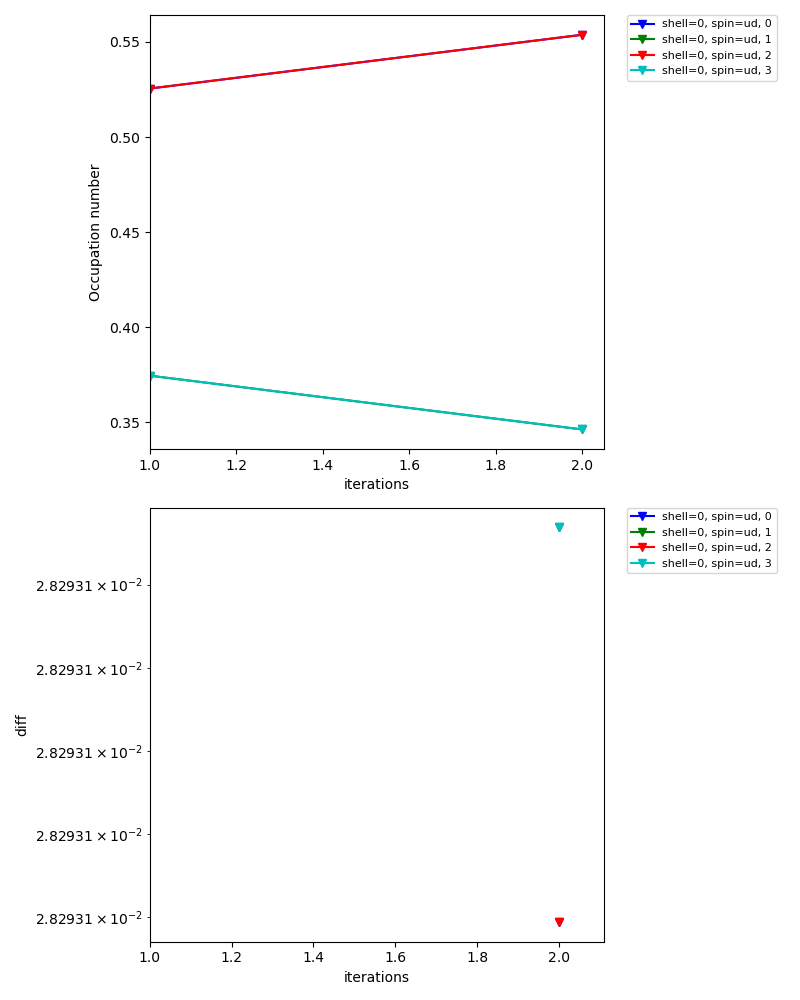 0.55
0.50
0.45
0.40
0.35
Occupation number
1.0 1.2 1.4 1.6 1.8 2.0
iterations
shell=0, spin=ud, 0
shell=0, spin=ud, 1
shell=0, spin=ud, 2
shell=0, spin=ud, 3
2.82931 × 10⁻²
2.82931 × 10⁻²
2.82931 × 10⁻²
2.82931 × 10⁻²
2.82931 × 10⁻²
diff
1.0 1.2 1.4 1.6 1.8 2.0
iterations
shell=0, spin=ud, 0
shell=0, spin=ud, 1
shell=0, spin=ud, 2
shell=0, spin=ud, 3